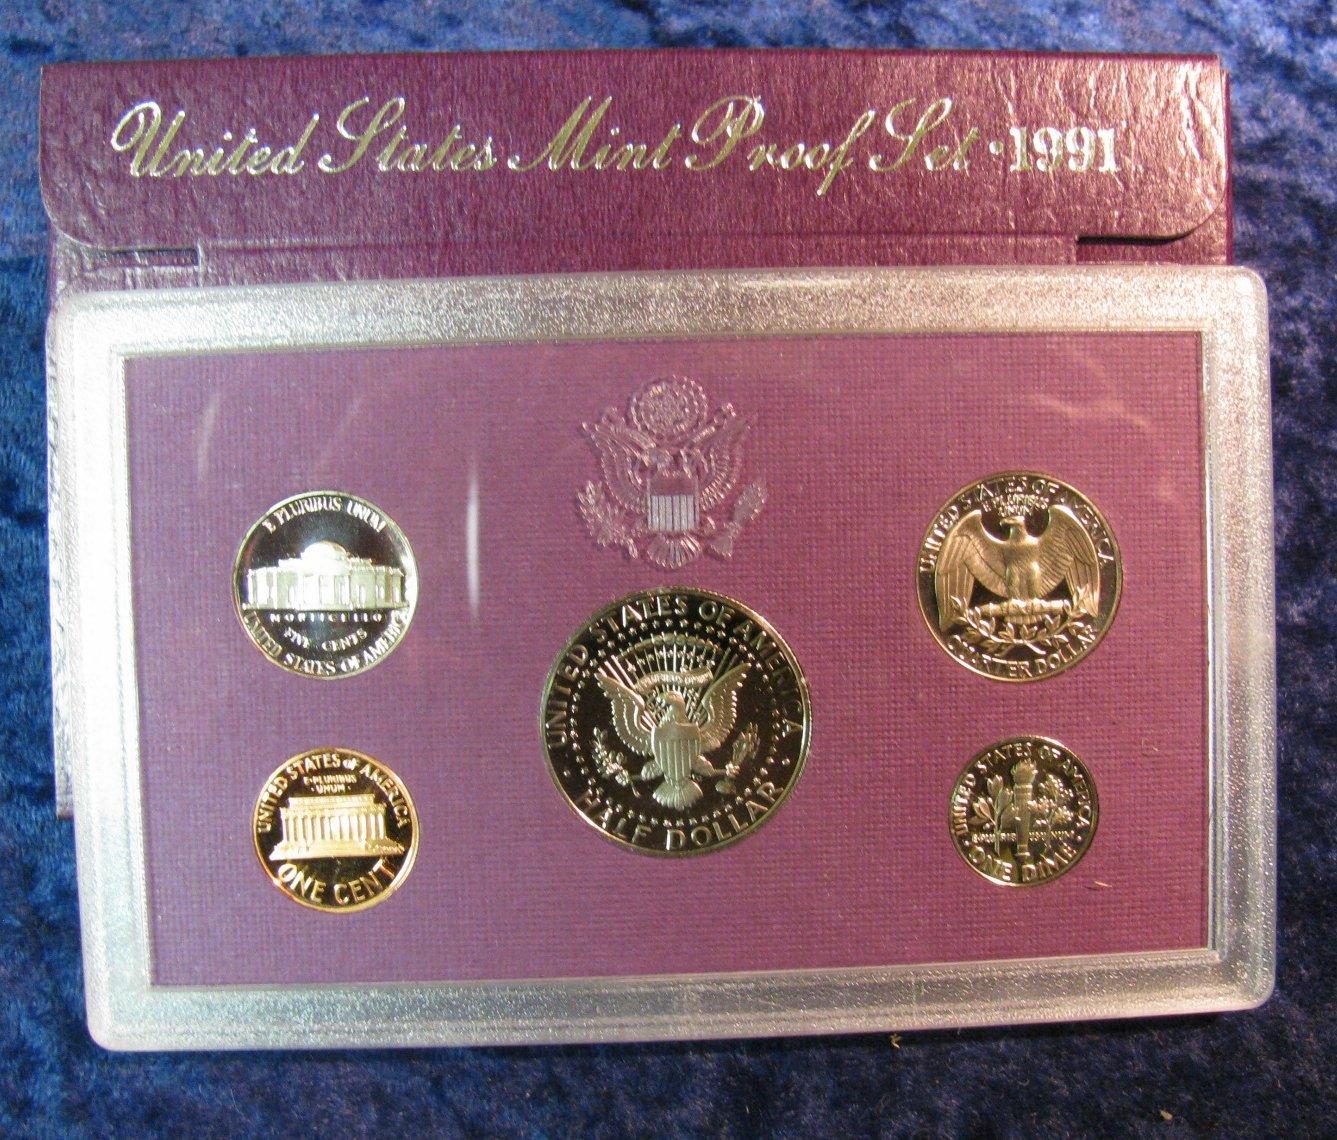 United States Mint Proof Set · 1991
E PLURIBUS UNUM
MONTICELLO
FIVE CENTS
UNITED STATES OF AMERICA
UNITED STATES OF AMERICA
E PLURIBUS
UNUM
QUARTER DOLLAR
UNITED STATES OF AMERICA
PLURIBUS UNUM
HALF DOLLAR
UNITED STATES OF AMERICA
E·PLURIBUS
·UNUM·
ONE CENT
UNITED STATES OF AMERICA
ONE DIME